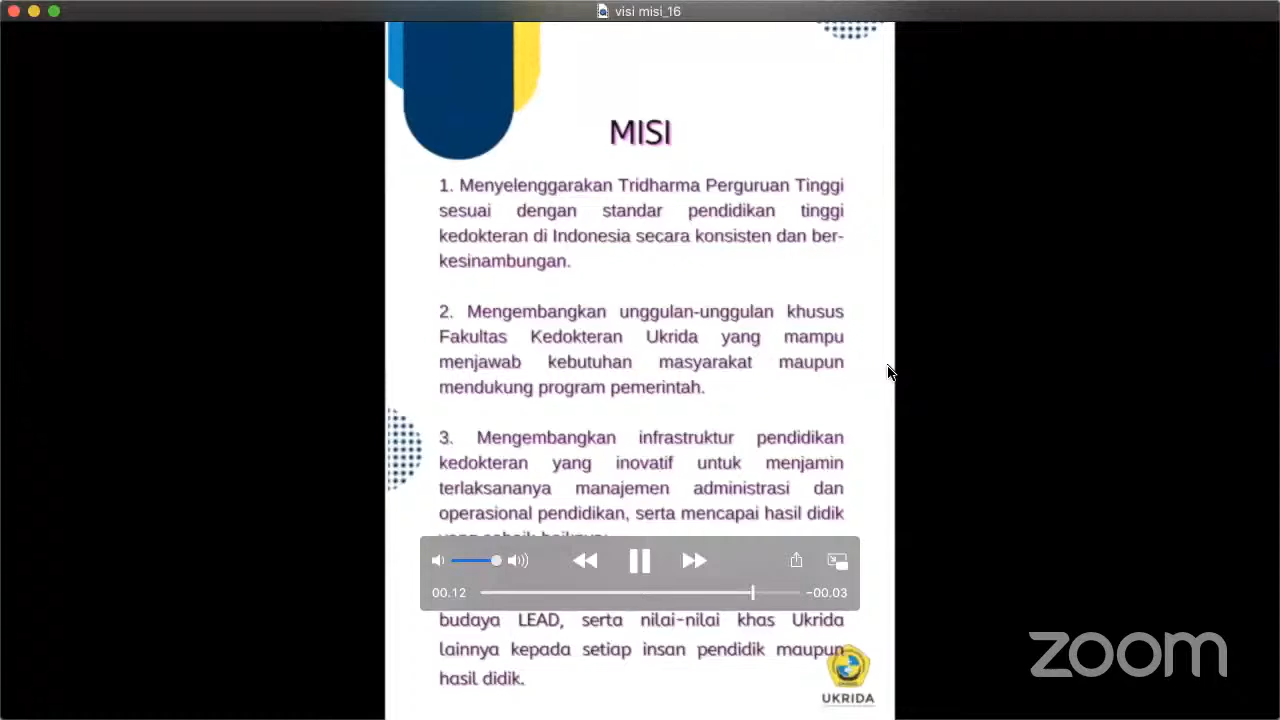 visi misi_16
MISI
1. Menyelenggarakan Tridharma Perguruan Tinggi
sesuai dengan standar pendidikan tinggi
kedokteran di Indonesia secara konsisten dan ber-
kesinambungan.
2. Mengembangkan unggulan-unggulan khusus
Fakultas Kedokteran Ukrida yang mampu
menjawab kebutuhan masyarakat maupun
mendukung program pemerintah.
3. Mengembangkan infrastruktur pendidikan
kedokteran yang inovatif untuk menjamin
terlaksananya manajemen administrasi dan
operasional pendidikan, serta mencapai hasil didik
00.12
-00.03
budaya LEAD, serta nilai-nilai khas Ukrida
lainnya kepada setiap insan pendidik maupun
hasil didik.
UKRIDA
zoom